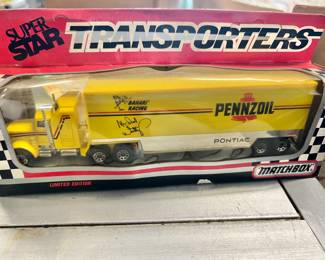 SUPER
STAR
TRANSPORTERS
BAHARI'
RACING
PENNZOIL
PONTIAC
LIMITED EDITION
MATCHBOX